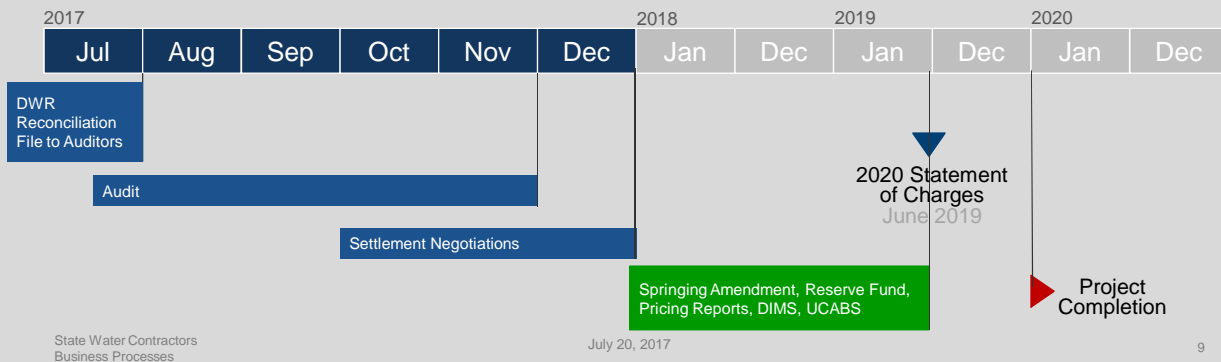 2017 2018 2019 2020
Jul Aug Sep Oct Nov Dec Jan Dec Jan Dec Jan Dec
DWR
Reconciliation
File to Auditors
Audit
Settlement Negotiations
2020 Statement
of Charges
June 2019
Springing Amendment, Reserve Fund,
Pricing Reports, DIMS, UCABS
Project
Completion
State Water Contractors
Business Processes
July 20, 2017
9